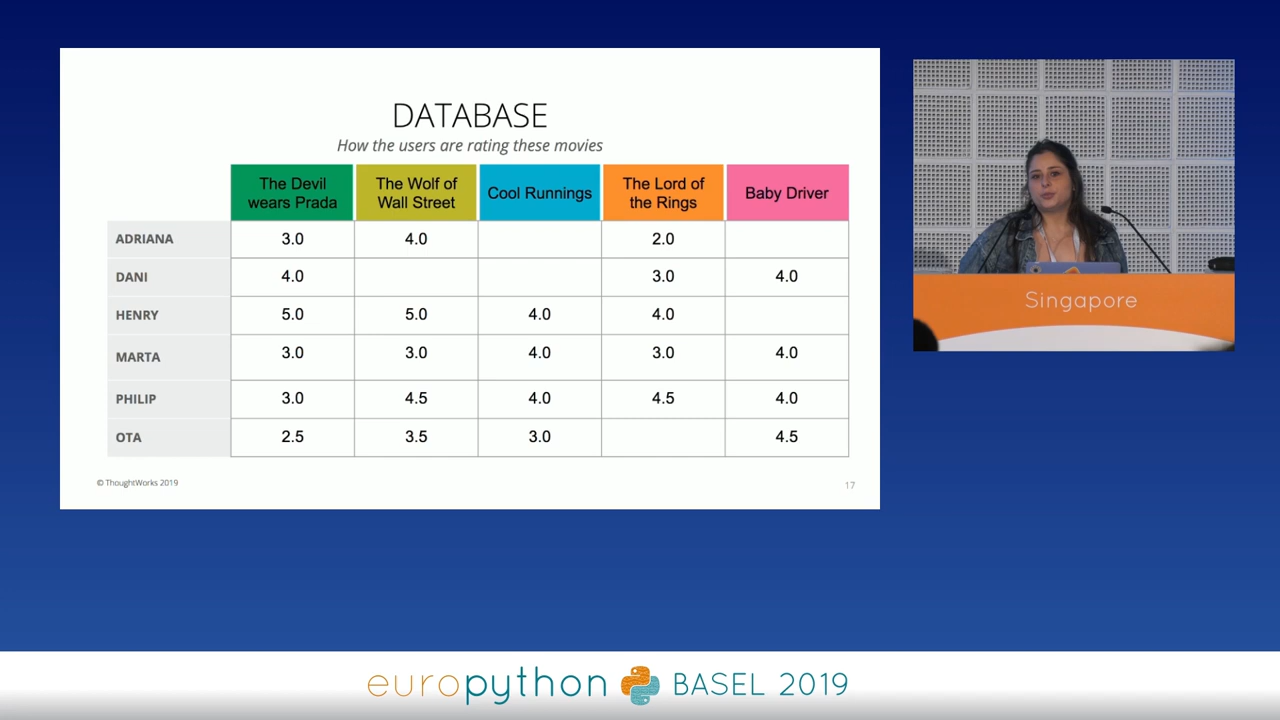 DATABASE
How the users are rating these movies
The Devil wears Prada | The Wolf of Wall Street | Cool Runnings | The Lord of the Rings | Baby Driver
ADRIANA 3.0 4.0 2.0
DANI 4.0 3.0 4.0
HENRY 5.0 5.0 4.0 4.0
MARTA 3.0 3.0 4.0 3.0 4.0
PHILIP 3.0 4.5 4.0 4.5 4.0
OTA 2.5 3.5 3.0 4.5
© ThoughtWorks 2019
17
Singapore
europython BASEL 2019